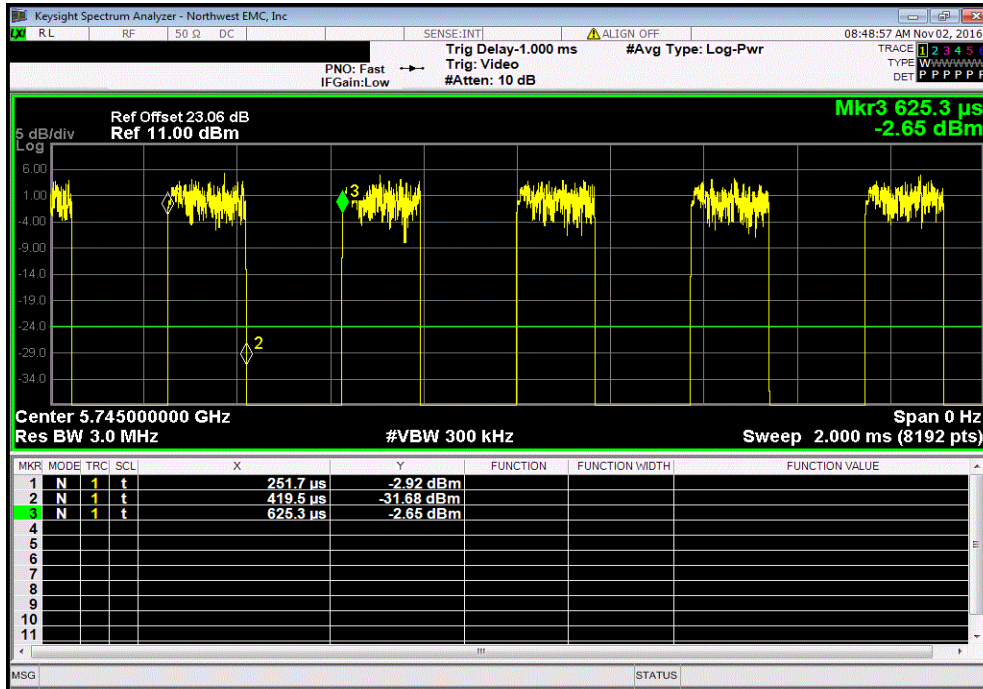 Keysight Spectrum Analyzer - Northwest EMC, Inc
LXI RL RF 50 Ω DC SENSE:INT ALIGN OFF 08:48:57 AM Nov 02, 2016
Trig Delay-1.000 ms #Avg Type: Log-Pwr TRACE 1 2 3 4 5 6
PNO: Fast Trig: Video TYPE WWWWWW
IFGain:Low #Atten: 10 dB DET P P P P P P
Mkr3 625.3 µs
Ref Offset 23.06 dB
5 dB/div Ref 11.00 dBm -2.65 dBm
Log
6.00
1.00
3
-4.00
-9.00
-14.0
-19.0
-24.0
-29.0
2
-34.0
Center 5.745000000 GHz Span 0 Hz
Res BW 3.0 MHz #VBW 300 kHz Sweep 2.000 ms (8192 pts)
MKR MODE TRC SCL X Y FUNCTION FUNCTION WIDTH FUNCTION VALUE
1 N 1 t 251.7 µs -2.92 dBm
2 N 1 t 419.5 µs -31.68 dBm
3 N 1 t 625.3 µs -2.65 dBm
4
5
6
7
8
9
10
11
MSG STATUS